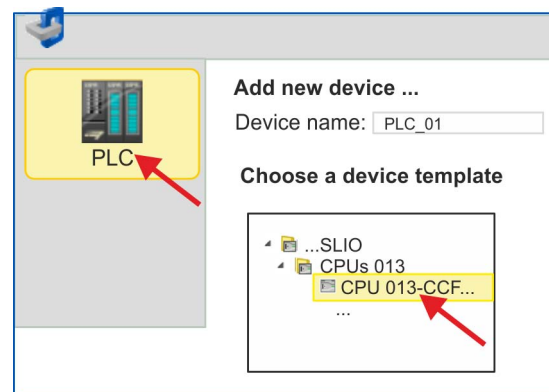 PLC
Add new device ...
Device name: PLC_01
Choose a device template
...SLIO
CPUs 013
CPU 013-CCF...
...